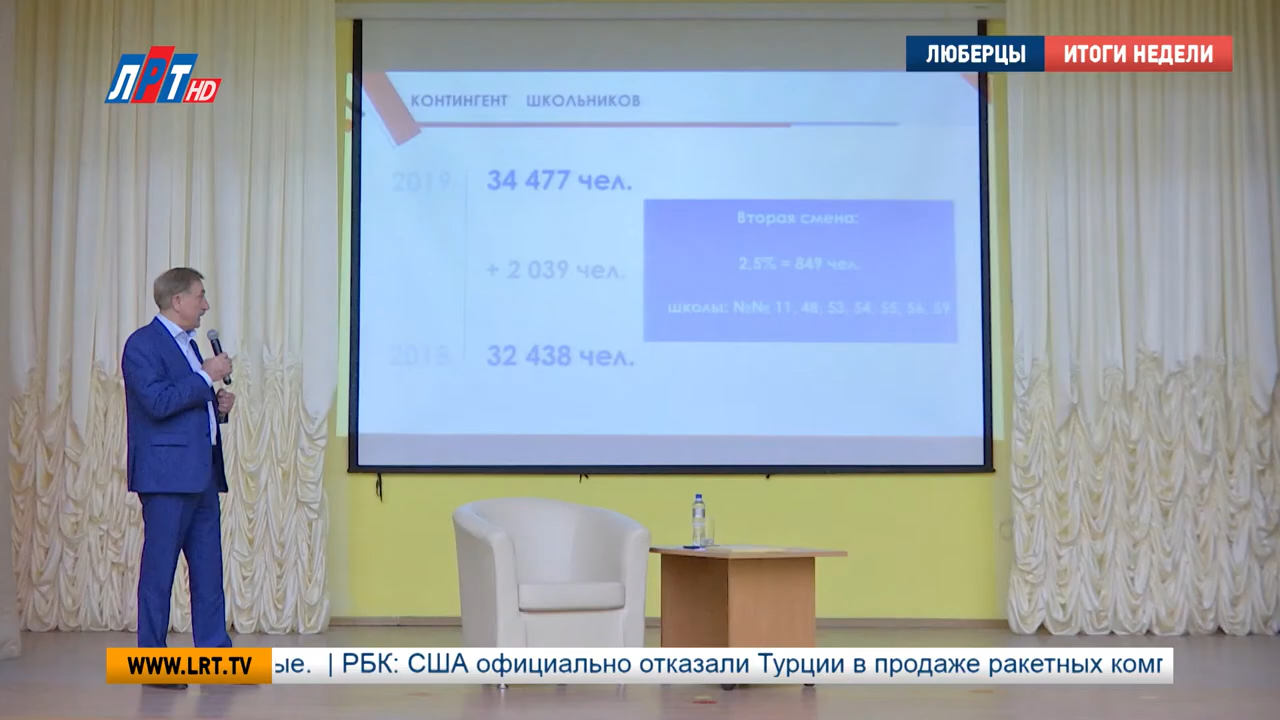 ЛРТ HD
ЛЮБЕРЦЫ ИТОГИ НЕДЕЛИ
КОНТИНГЕНТ ШКОЛЬНИКОВ
2019 34 477 чел.
+ 2 039 чел.
2018 32 438 чел.
Вторая смена:
2,5% = 849 чел.
школы: №№ 11, 48, 53, 54, 55, 56, 59
WWW.LRT.TV ые. | РБК: США официально отказали Турции в продаже ракетных комп